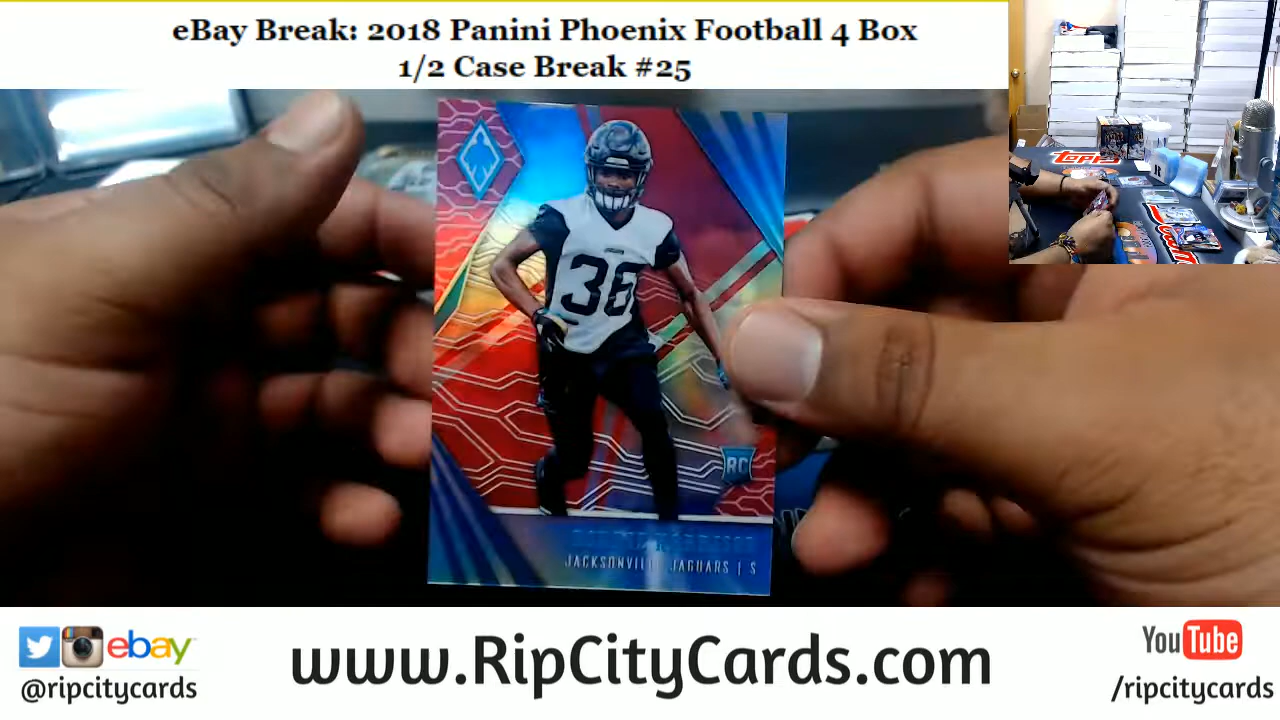 eBay Break: 2018 Panini Phoenix Football 4 Box
1/2 Case Break #25
TOPPS
36
RC
JACKSONVILLE JAGUARS | S
ebay
@ripcitycards
www.RipCityCards.com
YouTube
/ripcitycards